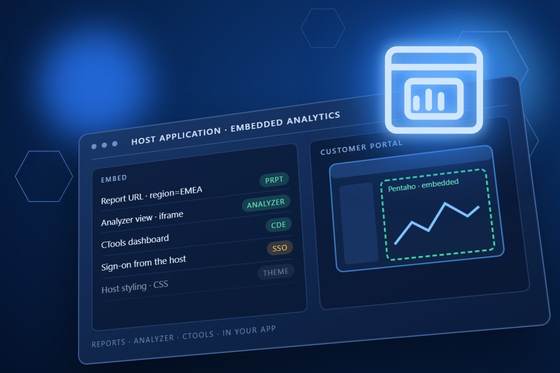 HOST APPLICATION · EMBEDDED ANALYTICS
EMBED
Report URL · region=EMEA
PRPT
Analyzer view · iframe
ANALYZER
CTools dashboard
CDE
Sign-on from the host
SSO
Host styling · CSS
THEME
CUSTOMER PORTAL
Pentaho · embedded
REPORTS · ANALYZER · CTOOLS · IN YOUR APP